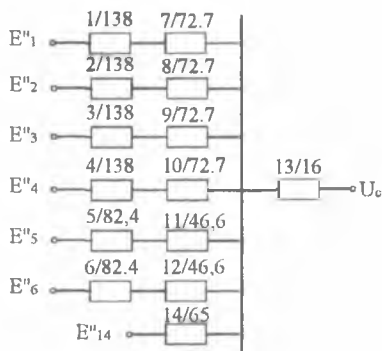 1/138 7/72.7
E"1
2/138 8/72.7
E"2
3/138 9/72.7
E"3
4/138 10/72.7 13/16
E"4 Uc
5/82,4 11/46,6
E"5
6/82.4 12/46,6
E"6
14/65
E"14